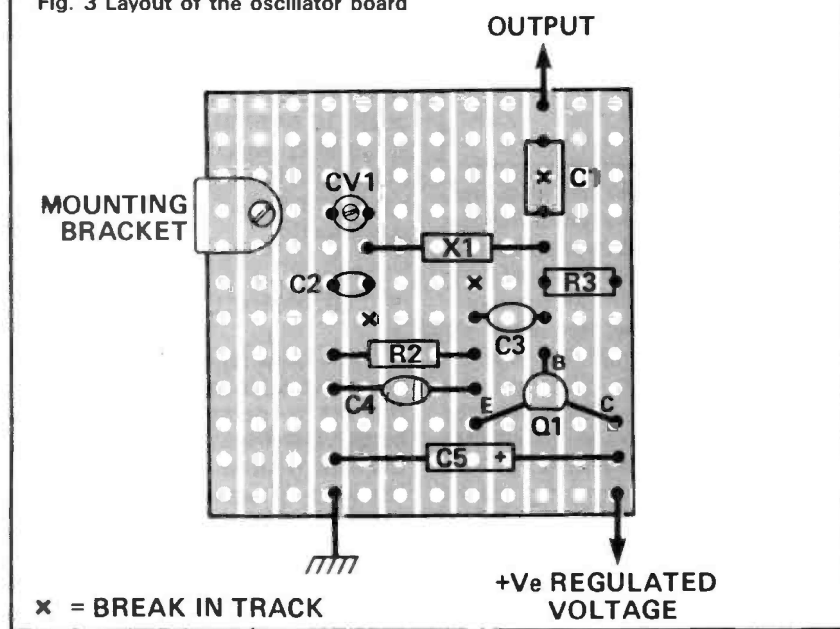 Fig. 3 Layout of the oscillator board
OUTPUT
CV1
C1
MOUNTING
BRACKET
X1
C2
R3
C3
R2
B
C4
E
C
Q1
C5 +
+Ve REGULATED
VOLTAGE
× = BREAK IN TRACK